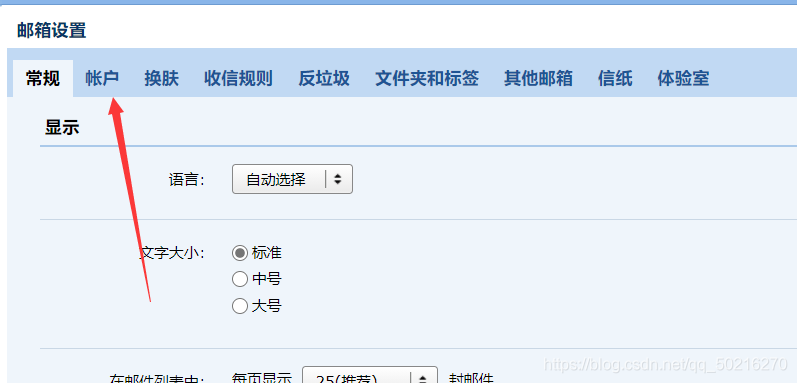 邮箱设置
常规 帐户 换肤 收信规则 反垃圾 文件夹和标签 其他邮箱 信纸 体验室
显示
语言： 自动选择
文字大小： 标准
中号
大号
在邮件列表中： 每页显示 25(推荐) 封邮件
https://blog.csdn.net/qq_50216270